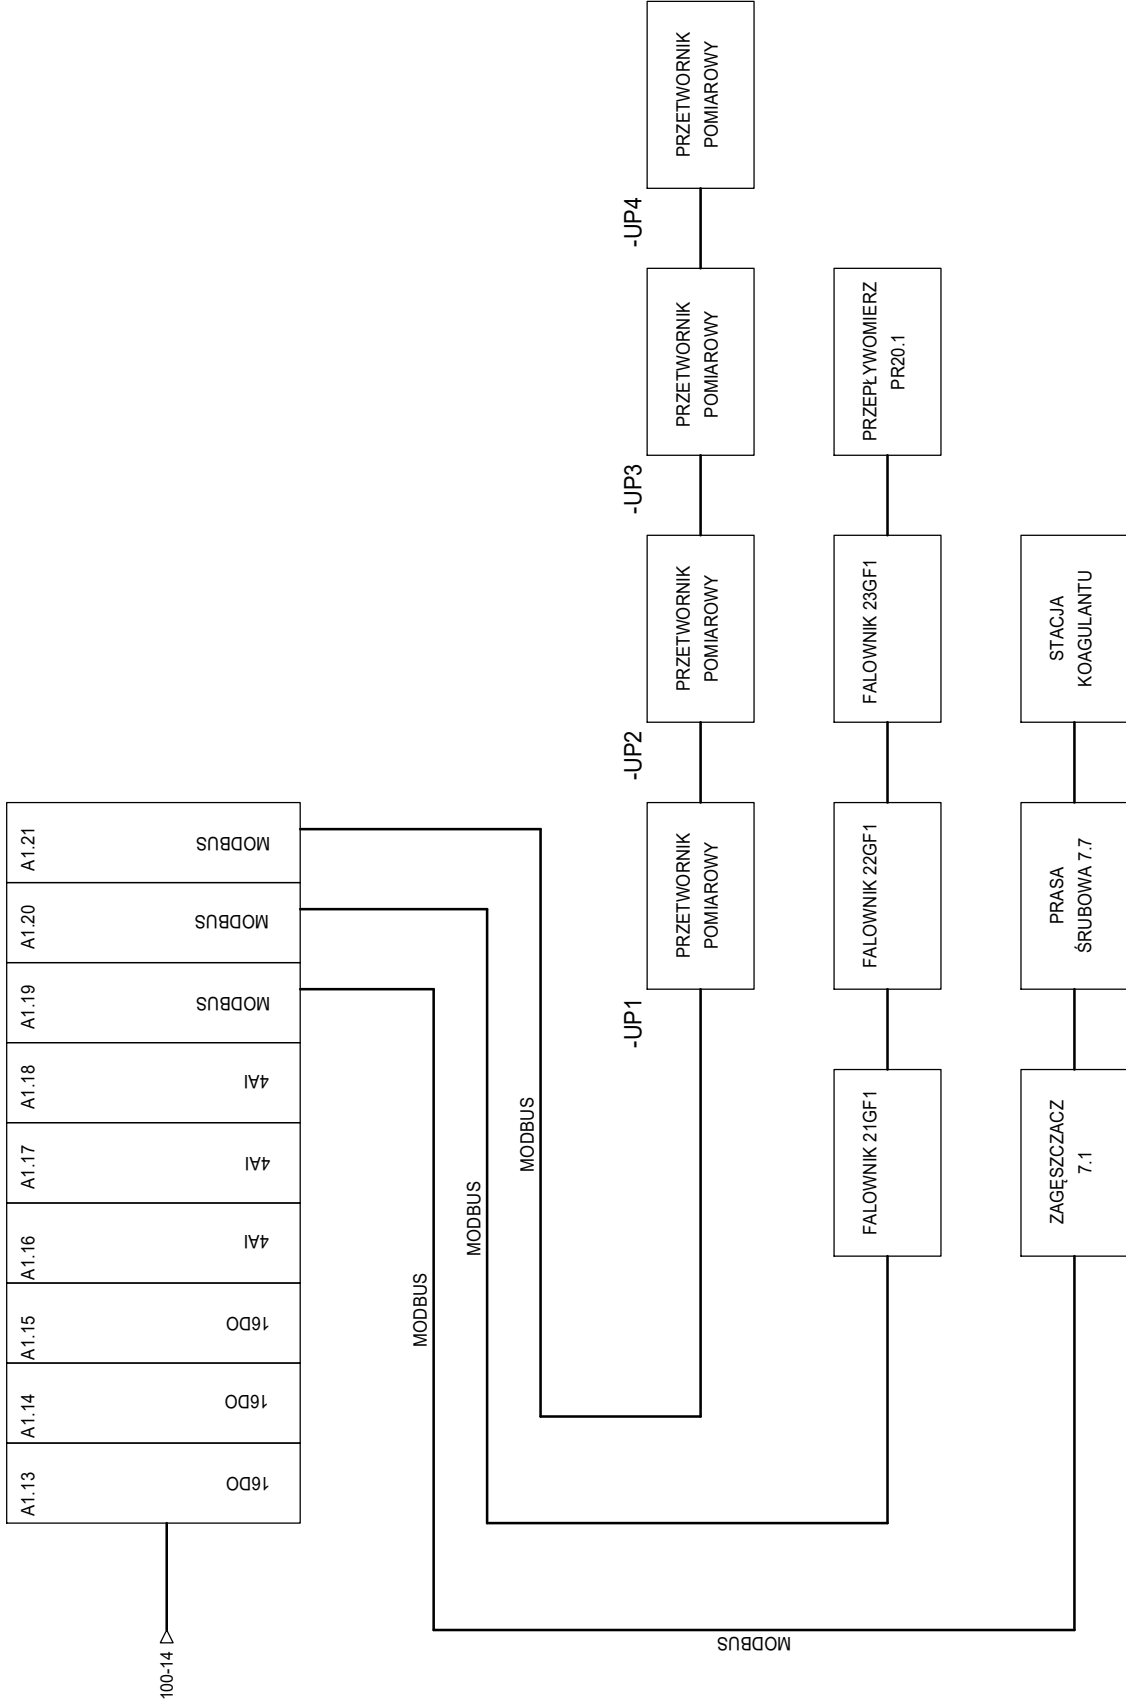 100-14
A1.13
16DO
A1.14
16DO
A1.15
16DO
A1.16
4AI
A1.17
4AI
A1.18
4AI
A1.19
MODBUS
A1.20
MODBUS
A1.21
MODBUS
MODBUS
MODBUS
MODBUS
MODBUS
-UP1
PRZETWORNIK
POMIAROWY
-UP2
PRZETWORNIK
POMIAROWY
-UP3
PRZETWORNIK
POMIAROWY
-UP4
PRZETWORNIK
POMIAROWY
FALOWNIK 21GF1
FALOWNIK 22GF1
FALOWNIK 23GF1
PRZEPŁYWOMIERZ
PR20.1
ZAGĘSZCZACZ
7.1
PRASA
ŚRUBOWA 7.7
STACJA
KOAGULANTU